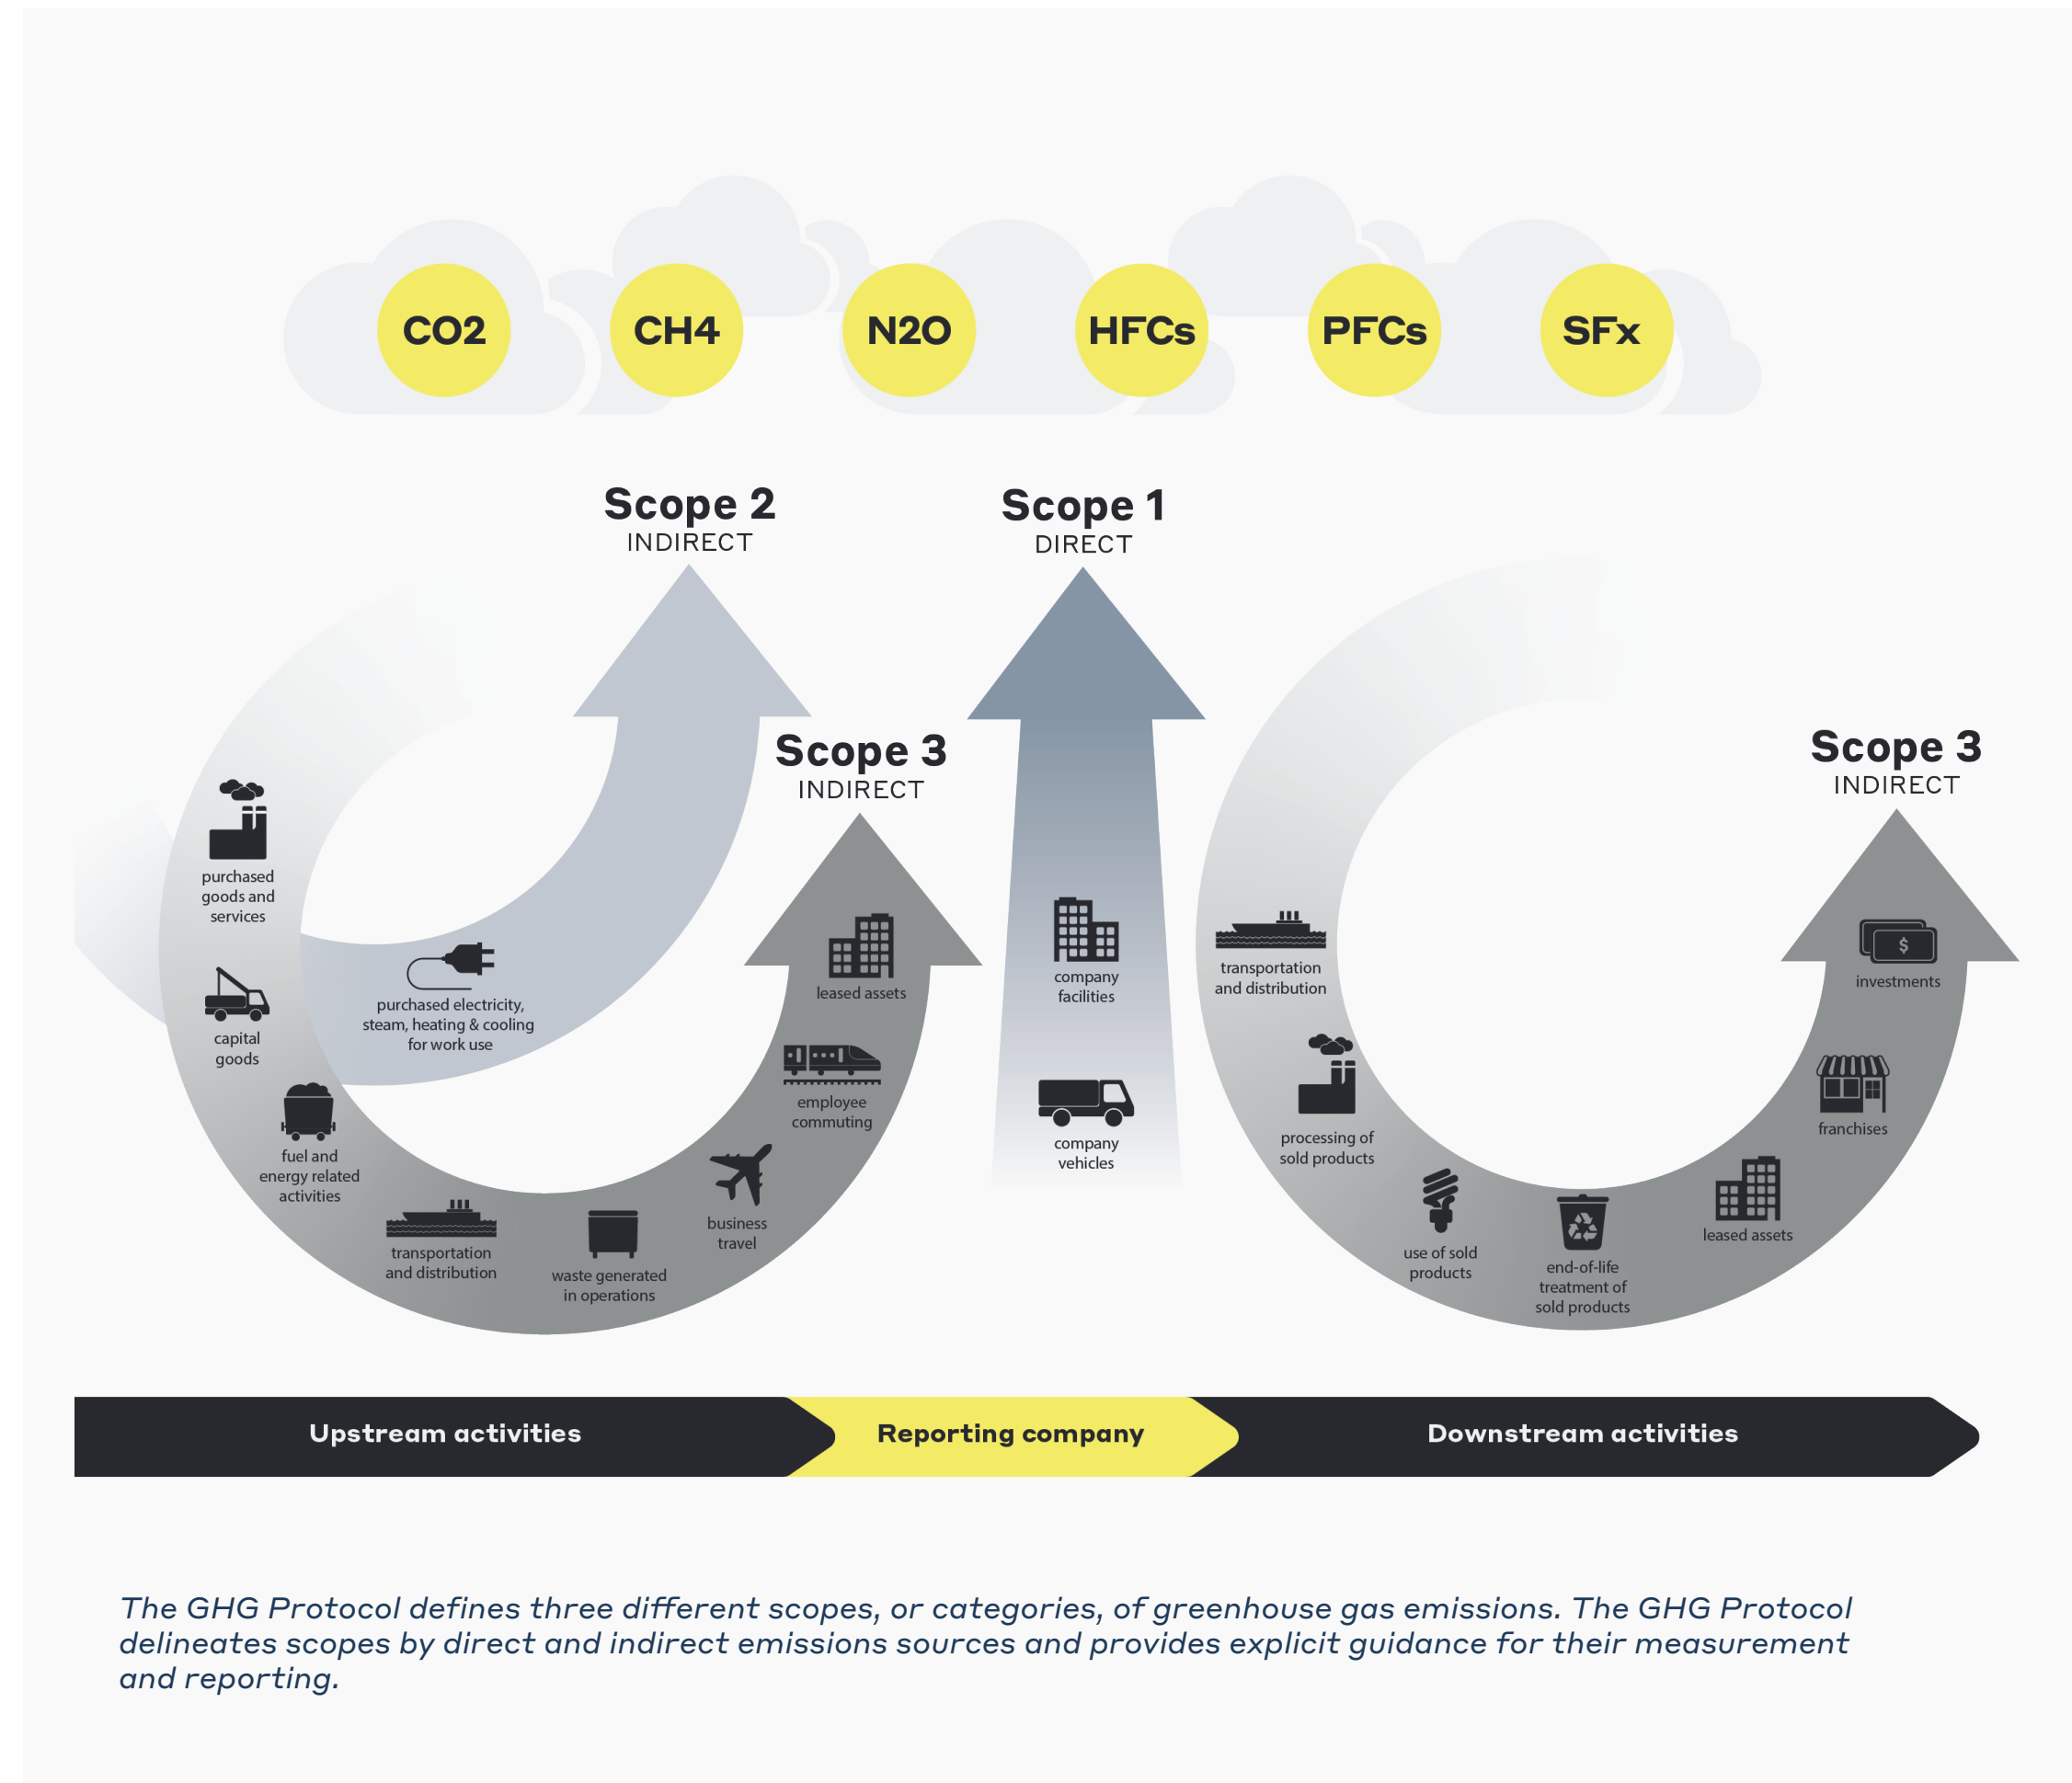 CO2
CH4
N2O
HFCs
PFCs
SFx
Scope 2
INDIRECT
Scope 1
DIRECT
Scope 3
INDIRECT
Scope 3
INDIRECT
purchased
goods and
services
capital
goods
fuel and
energy related
activities
transportation
and distribution
waste generated
in operations
business
travel
employee
commuting
leased assets
purchased electricity,
steam, heating & cooling
for work use
company
facilities
company
vehicles
transportation
and distribution
processing of
sold products
use of sold
products
end-of-life
treatment of
sold products
leased assets
franchises
$
investments
Upstream activities
Reporting company
Downstream activities
The GHG Protocol defines three different scopes, or categories, of greenhouse gas emissions. The GHG Protocol
delineates scopes by direct and indirect emissions sources and provides explicit guidance for their measurement
and reporting.